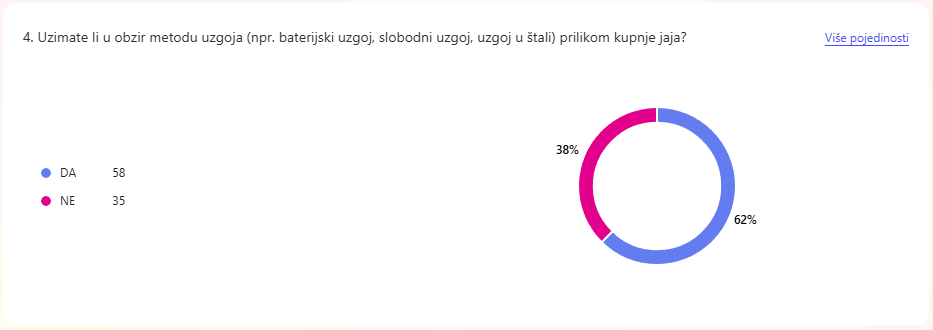 4. Uzimate li u obzir metodu uzgoja (npr. baterijski uzgoj, slobodni uzgoj, uzgoj u štali) prilikom kupnje jaja?
Više pojedinosti
DA 58
NE 35
38%
62%